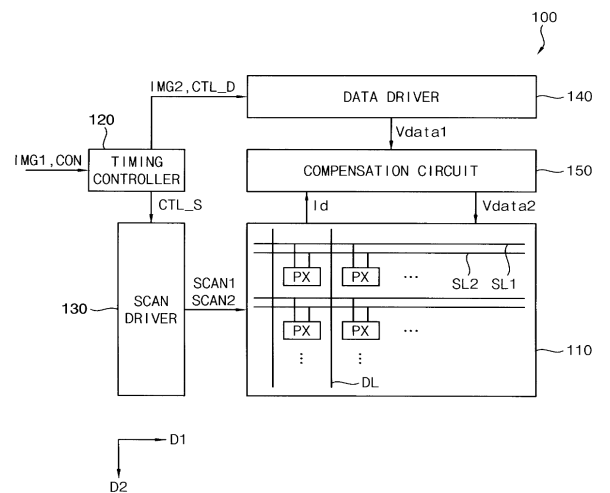 100
IMG2,CTL_D
DATA DRIVER
140
120
Vdata1
IMG1,CON
TIMING
CONTROLLER
COMPENSATION CIRCUIT
150
CTL_S
Id
Vdata2
PX
PX
...
SL2
SL1
SCAN1
SCAN2
130
SCAN
DRIVER
PX
PX
...
110
DL
D1
D2